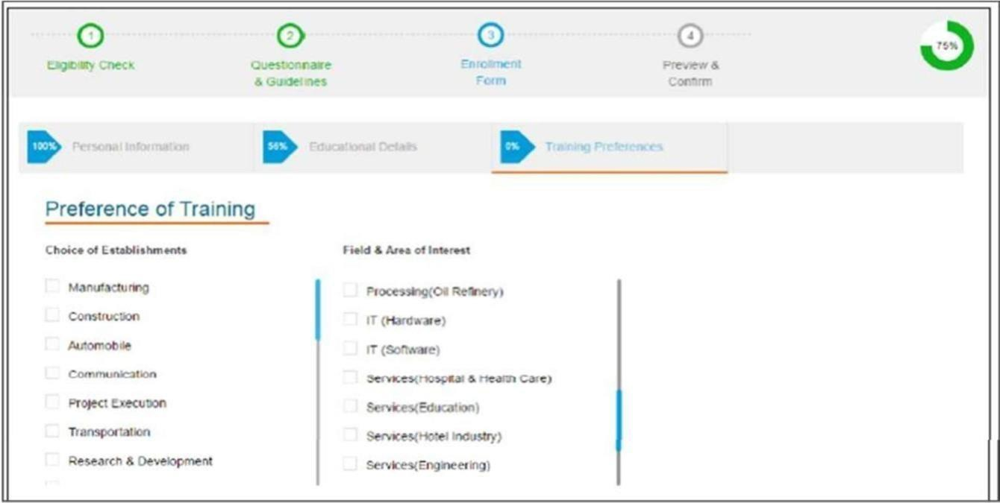 1
2
3
4
75%
Eligibility Check
Questionnaire
& Guidelines
Enrollment
Form
Preview &
Confirm
100% Personal Information
56% Educational Details
0% Training Preferences
Preference of Training
Choice of Establishments
Manufacturing
Construction
Automobile
Communication
Project Execution
Transportation
Research & Development
Field & Area of Interest
Processing(Oil Refinery)
IT (Hardware)
IT (Software)
Services(Hospital & Health Care)
Services(Education)
Services(Hotel Industry)
Services(Engineering)